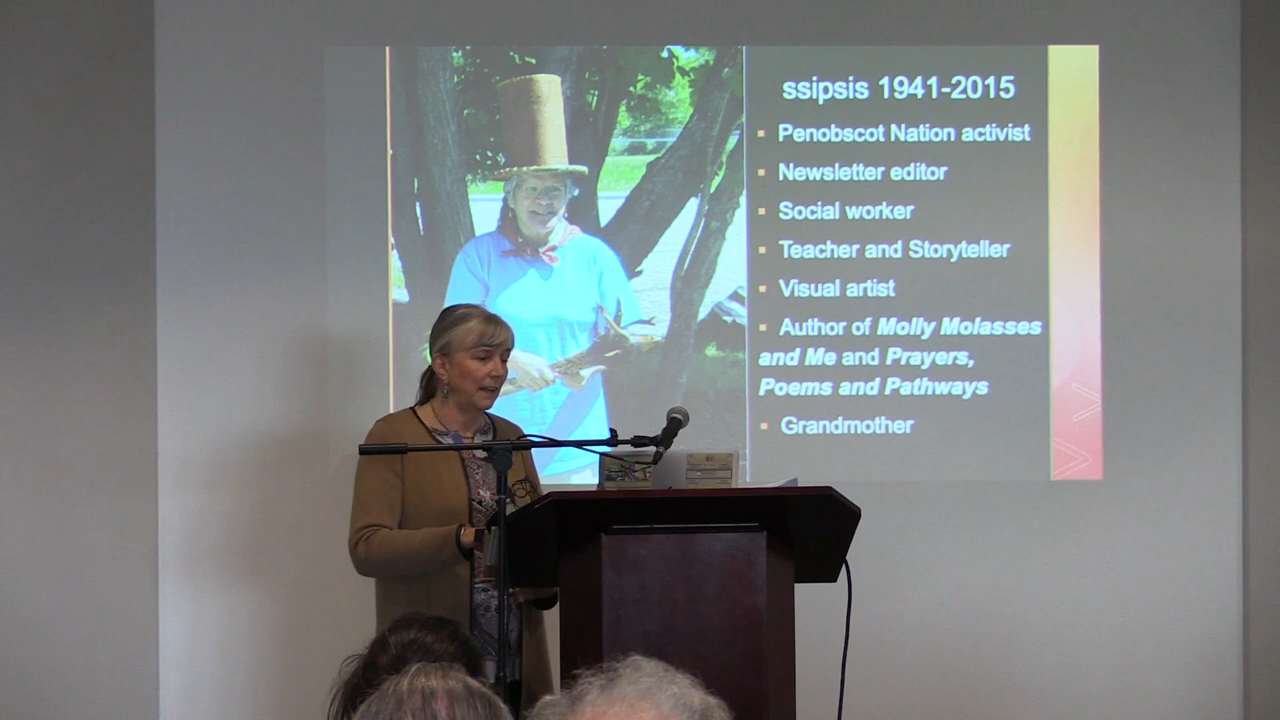 ssipsis 1941-2015
▪ Penobscot Nation activist
▪ Newsletter editor
▪ Social worker
▪ Teacher and Storyteller
▪ Visual artist
▪ Author of Molly Molasses
and Me and Prayers,
Poems and Pathways
▪ Grandmother